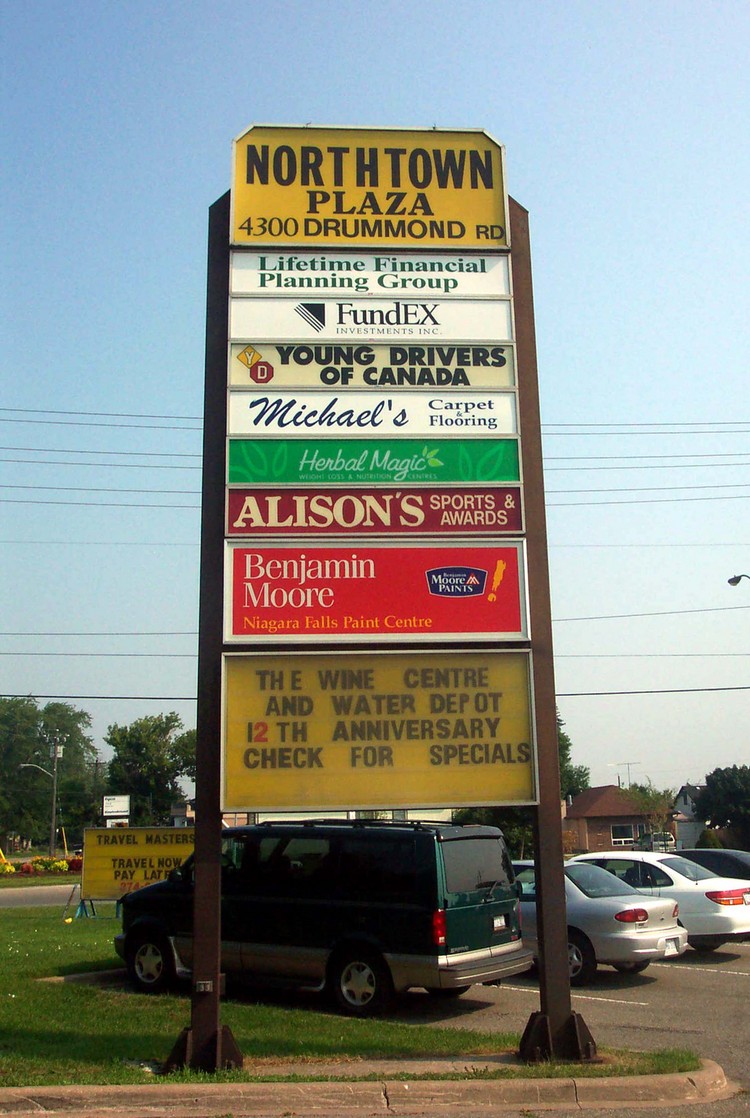 NORTHTOWN
PLAZA
4300 DRUMMOND RD
Lifetime Financial
Planning Group
FundEX
INVESTMENTS INC.
Y D
YOUNG DRIVERS
OF CANADA
Michael's Carpet
& Flooring
Herbal Magic
WEIGHT LOSS & NUTRITION CENTRES
ALISON'S SPORTS &
AWARDS
Benjamin
Moore
Benjamin
Moore
PAINTS
Niagara Falls Paint Centre
THE WINE CENTRE
AND WATER DEPOT
12TH ANNIVERSARY
CHECK FOR SPECIALS
TRAVEL MASTERS
TRAVEL NOW
PAY LATE